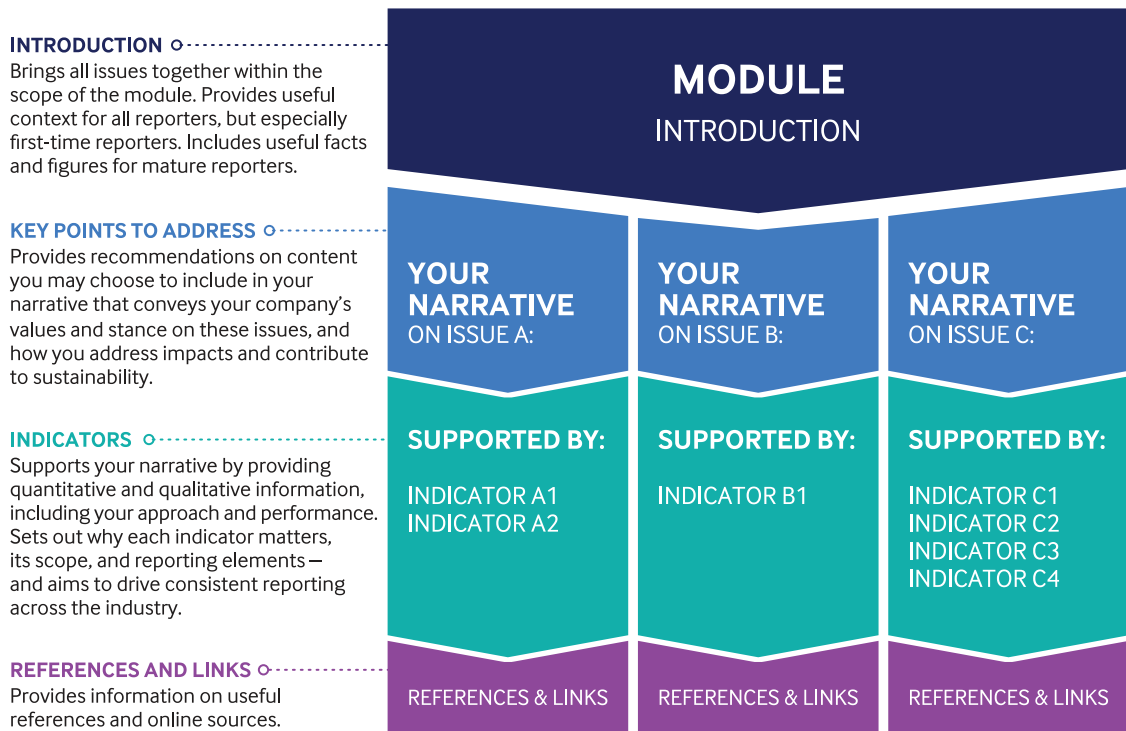 INTRODUCTION
Brings all issues together within the
scope of the module. Provides useful
context for all reporters, but especially
first-time reporters. Includes useful facts
and figures for mature reporters.
KEY POINTS TO ADDRESS
Provides recommendations on content
you may choose to include in your
narrative that conveys your company's
values and stance on these issues, and
how you address impacts and contribute
to sustainability.
INDICATORS
Supports your narrative by providing
quantitative and qualitative information,
including your approach and performance.
Sets out why each indicator matters,
its scope, and reporting elements —
and aims to drive consistent reporting
across the industry.
REFERENCES AND LINKS
Provides information on useful
references and online sources.
MODULE
INTRODUCTION
YOUR
NARRATIVE
ON ISSUE A:
YOUR
NARRATIVE
ON ISSUE B:
YOUR
NARRATIVE
ON ISSUE C:
SUPPORTED BY:
INDICATOR A1
INDICATOR A2
SUPPORTED BY:
INDICATOR B1
SUPPORTED BY:
INDICATOR C1
INDICATOR C2
INDICATOR C3
INDICATOR C4
REFERENCES & LINKS
REFERENCES & LINKS
REFERENCES & LINKS